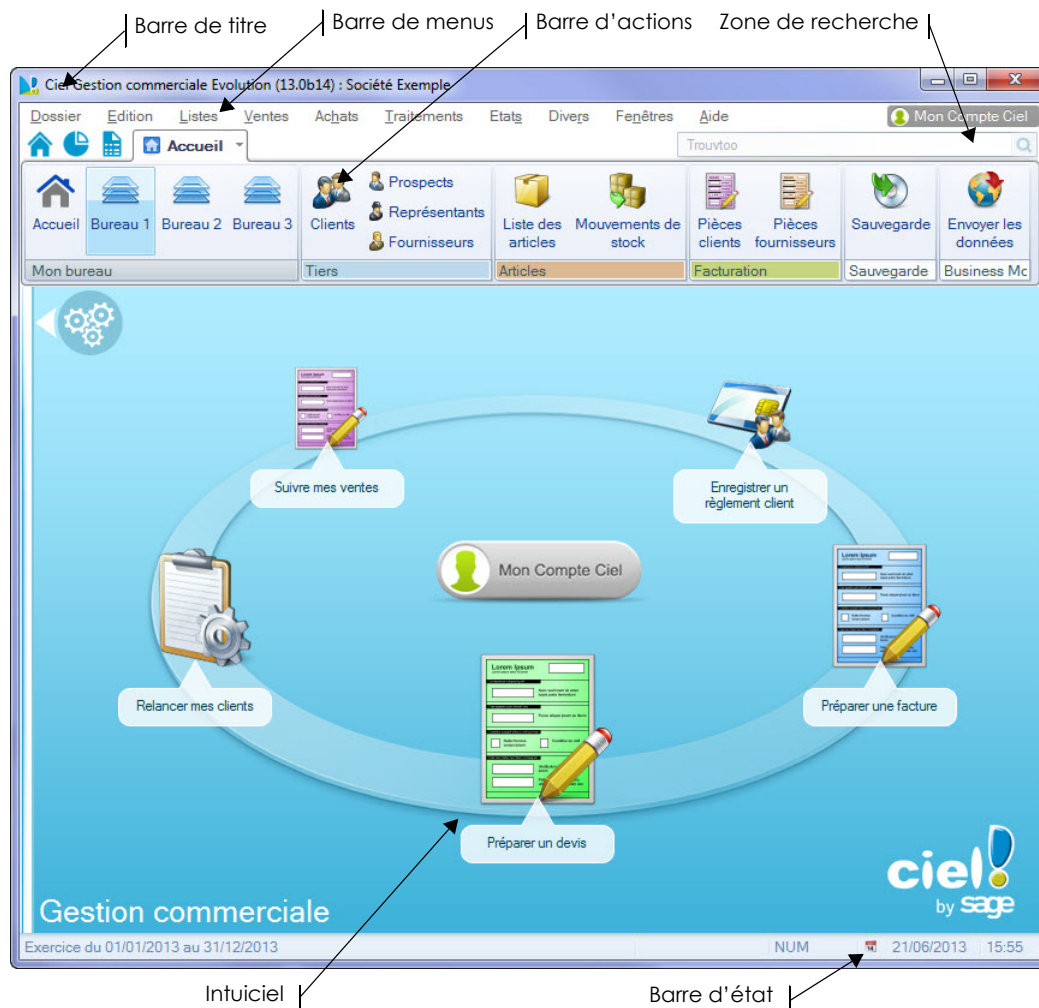 Barre de titre
Barre de menus
Barre d’actions
Zone de recherche
Ciel Gestion commerciale Evolution (13.0b14) : Société Exemple
Dossier Edition Listes Ventes Achats Traitements Etats Divers Fenêtres Aide
Mon Compte Ciel
Accueil
Trouvtoo
Accueil
Bureau 1
Bureau 2
Bureau 3
Mon bureau
Clients
Prospects
Représentants
Fournisseurs
Tiers
Liste des
articles
Mouvements de
stock
Articles
Pièces
clients
Pièces
fournisseurs
Facturation
Sauvegarde
Sauvegarde
Envoyer les
données
Business Mc
Suivre mes ventes
Enregistrer un
règlement client
Mon Compte Ciel
Lorem Ipsum
Relancer mes clients
Préparer une facture
Lorem Ipsum
Préparer un devis
Gestion commerciale
ciel!
by sage
Exercice du 01/01/2013 au 31/12/2013
NUM
21/06/2013
15:55
Intuiciel
Barre d’état